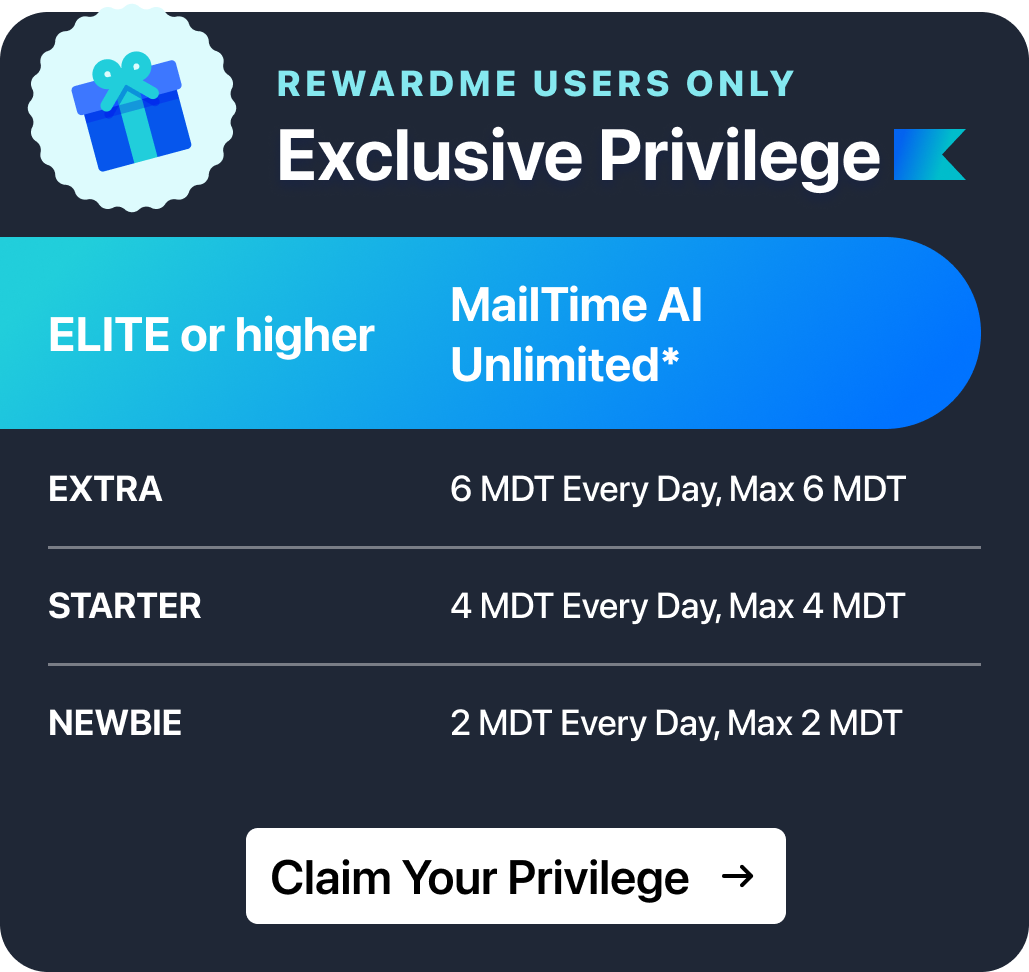 REWARDME USERS ONLY
Exclusive Privilege
ELITE or higher
MailTime AI
Unlimited*
EXTRA
6 MDT Every Day, Max 6 MDT
STARTER
4 MDT Every Day, Max 4 MDT
NEWBIE
2 MDT Every Day, Max 2 MDT
Claim Your Privilege →